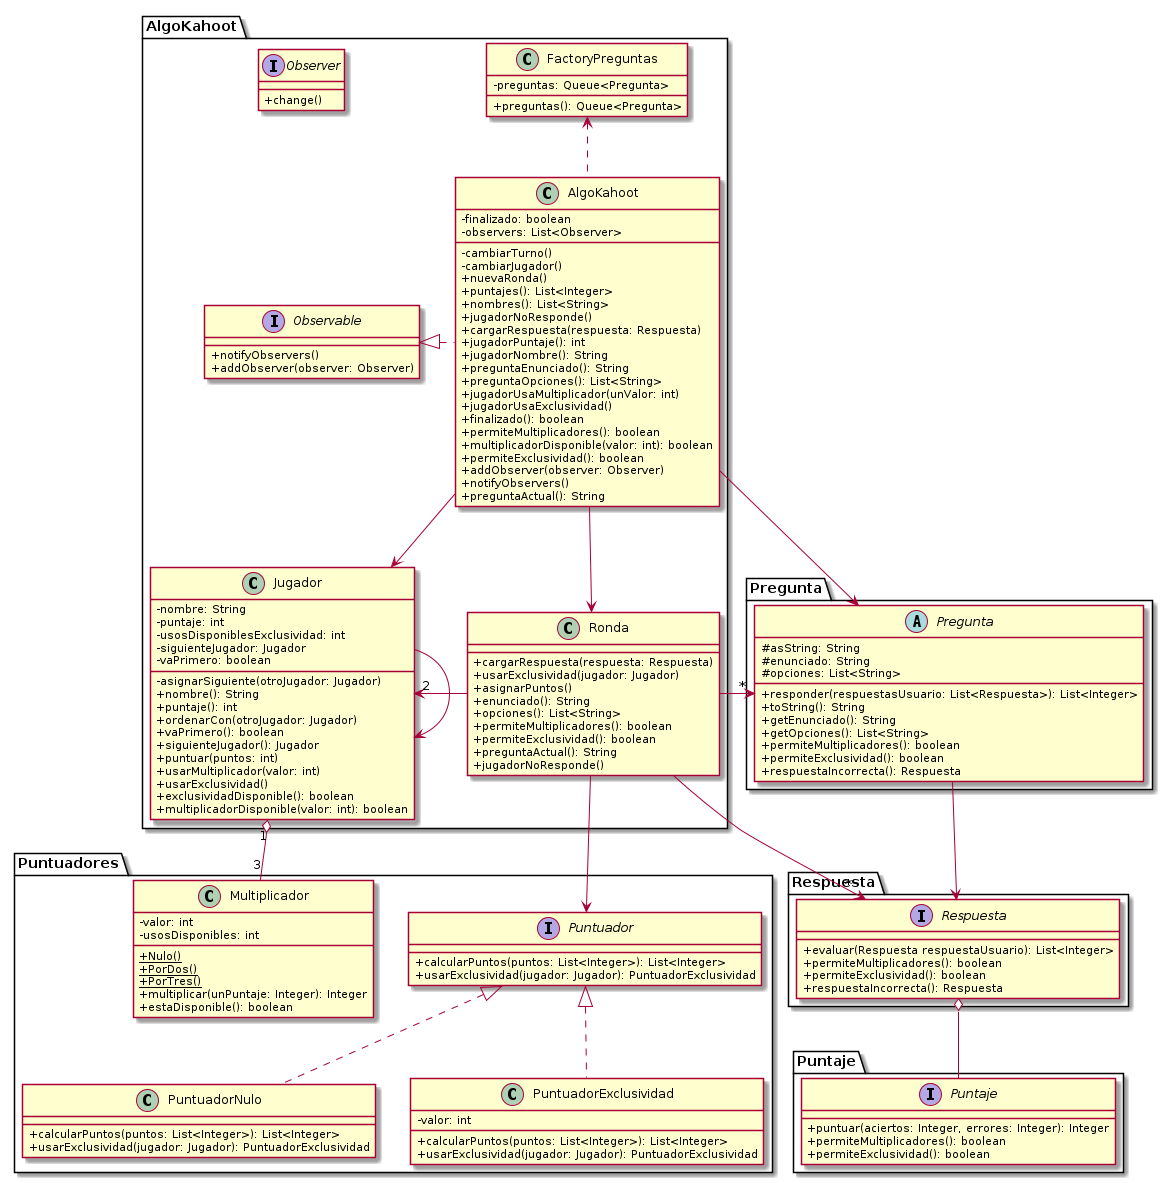 AlgoKahoot
I Observer
+change()
C FactoryPreguntas
-preguntas: Queue<Pregunta>
+preguntas(): Queue<Pregunta>
C AlgoKahoot
-finalizado: boolean
-observers: List<Observer>
-cambiarTurno()
-cambiarJugador()
+nuevaRonda()
+puntajes(): List<Integer>
+nombres(): List<String>
+jugadorNoResponde()
+cargarRespuesta(respuesta: Respuesta)
+jugadorPuntaje(): int
+jugadorNombre(): String
+preguntaEnunciado(): String
+preguntaOpciones(): List<String>
+jugadorUsaMultiplicador(unValor: int)
+jugadorUsaExclusividad()
+finalizado(): boolean
+permiteMultiplicadores(): boolean
+multiplicadorDisponible(valor: int): boolean
+permiteExclusividad(): boolean
+addObserver(observer: Observer)
+notifyObservers()
+preguntaActual(): String
I Observable
+notifyObservers()
+addObserver(observer: Observer)
C Jugador
-nombre: String
-puntaje: int
-usosDisponiblesExclusividad: int
-siguienteJugador: Jugador
-vaPrimero: boolean
-asignarSiguiente(otroJugador: Jugador)
+nombre(): String
+puntaje(): int
+ordenarCon(otroJugador: Jugador)
+vaPrimero(): boolean
+siguienteJugador(): Jugador
+puntuar(puntos: int)
+usarMultiplicador(valor: int)
+usarExclusividad()
+exclusividadDisponible(): boolean
+multiplicadorDisponible(valor: int): boolean
2
C Ronda
+cargarRespuesta(respuesta: Respuesta)
+usarExclusividad(jugador: Jugador)
+asignarPuntos()
+enunciado(): String
+opciones(): List<String>
+permiteMultiplicadores(): boolean
+permiteExclusividad(): boolean
+preguntaActual(): String
+jugadorNoResponde()
*
Pregunta
A Pregunta
#asString: String
#enunciado: String
#opciones: List<String>
+responder(respuestasUsuario: List<Respuesta>): List<Integer>
+toString(): String
+getEnunciado(): String
+getOpciones(): List<String>
+permiteMultiplicadores(): boolean
+permiteExclusividad(): boolean
+respuestaIncorrecta(): Respuesta
1
3
Puntuadores
C Multiplicador
-valor: int
-usosDisponibles: int
+Nulo()
+PorDos()
+PorTres()
+multiplicar(unPuntaje: Integer): Integer
+estaDisponible(): boolean
I Puntuador
+calcularPuntos(puntos: List<Integer>): List<Integer>
+usarExclusividad(jugador: Jugador): PuntuadorExclusividad
Respuesta
*
I Respuesta
+evaluar(Respuesta respuestaUsuario): List<Integer>
+permiteMultiplicadores(): boolean
+permiteExclusividad(): boolean
+respuestaIncorrecta(): Respuesta
C PuntuadorNulo
+calcularPuntos(puntos: List<Integer>): List<Integer>
+usarExclusividad(jugador: Jugador): PuntuadorExclusividad
C PuntuadorExclusividad
-valor: int
+calcularPuntos(puntos: List<Integer>): List<Integer>
+usarExclusividad(jugador: Jugador): PuntuadorExclusividad
Puntaje
I Puntaje
+puntuar(aciertos: Integer, errores: Integer): Integer
+permiteMultiplicadores(): boolean
+permiteExclusividad(): boolean